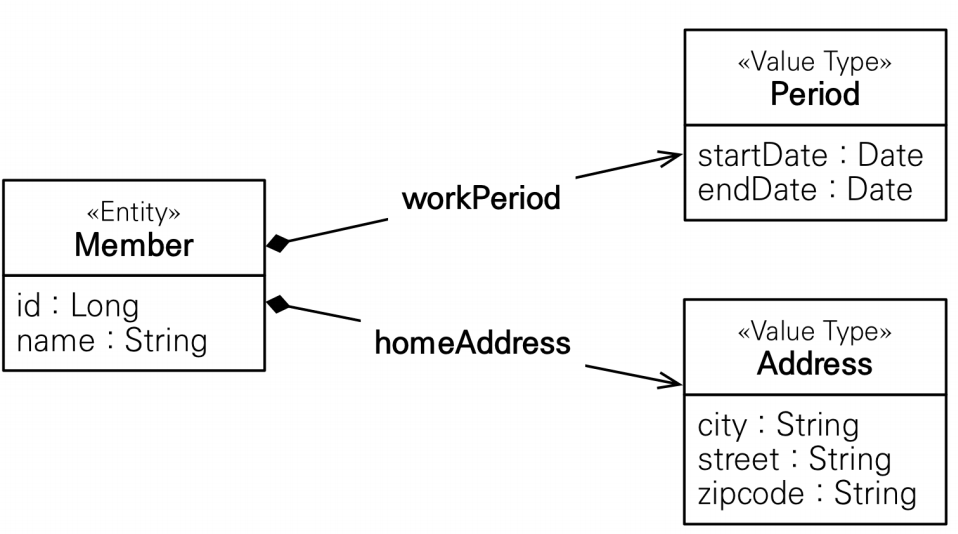 «Entity»
Member
id : Long
name : String
workPeriod
homeAddress
«Value Type»
Period
startDate : Date
endDate : Date
«Value Type»
Address
city : String
street : String
zipcode : String